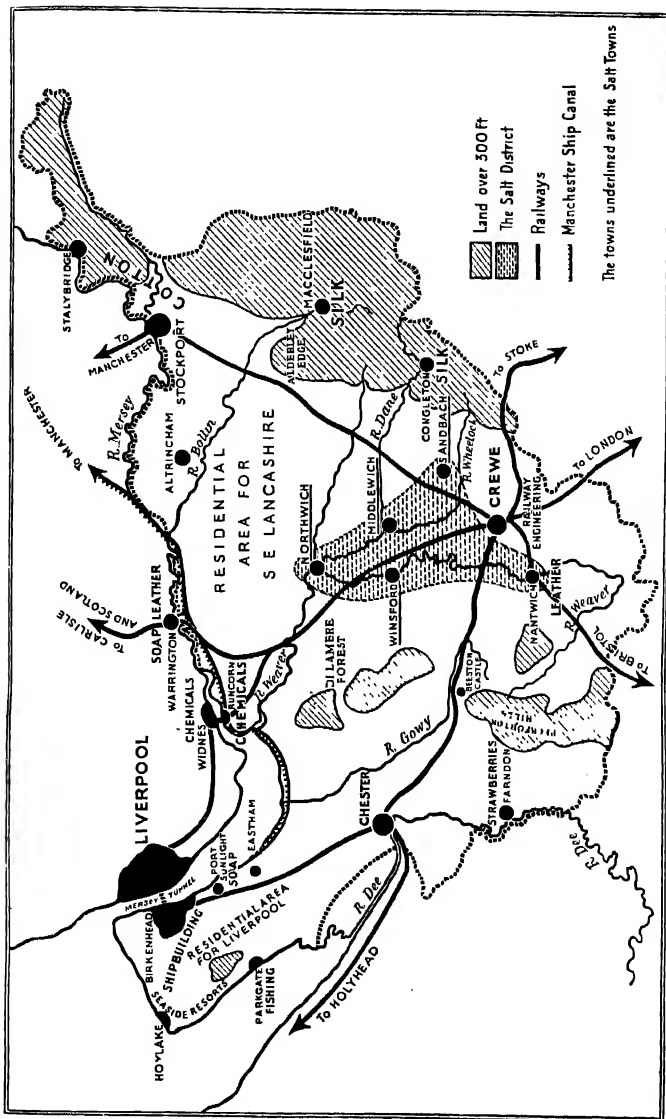 STALYBRIDGE
COTTON
TO
MANCHESTER
STOCKPORT
TO MANCHESTER
R. Mersey
ALTRINCHAM
R. Bollin
MACCLESFIELD
SILK
ALDERLEY
EDGE
RESIDENTIAL
AREA FOR
S E LANCASHIRE
R. Dane
CONGLETON
SILK
SANDBACH
R. Wheelock
MIDDLEWICH
NORTHWICH
WINSFORD
CREWE
RAILWAY
ENGINEERING
TO STOKE
TO LONDON
NANTWICH
LEATHER
R. Weaver
TO BRISTOL
TO CARLISLE
AND SCOTLAND
SOAP LEATHER
WARRINGTON
CHEMICALS
WIDNES
RUNCORN
CHEMICALS
R. Weaver
DELAMERE
FOREST
BEESTON
CASTLE
HILLS
R. Gowy
LIVERPOOL
MERSEY TUNNEL
BIRKENHEAD
SHIPBUILDING
PORT
SUNLIGHT
SOAP
EASTHAM
RESIDENTIAL AREA
FOR LIVERPOOL
HOYLAKE
SEASIDE RESORTS
PARKGATE
FISHING
R. Dee
CHESTER
TO HOLYHEAD
STRAWBERRIES
FARNDON
R. Dee
Land over 500 Ft
The Salt District
Railways
Manchester Ship Canal
The towns underlined are the Salt Towns